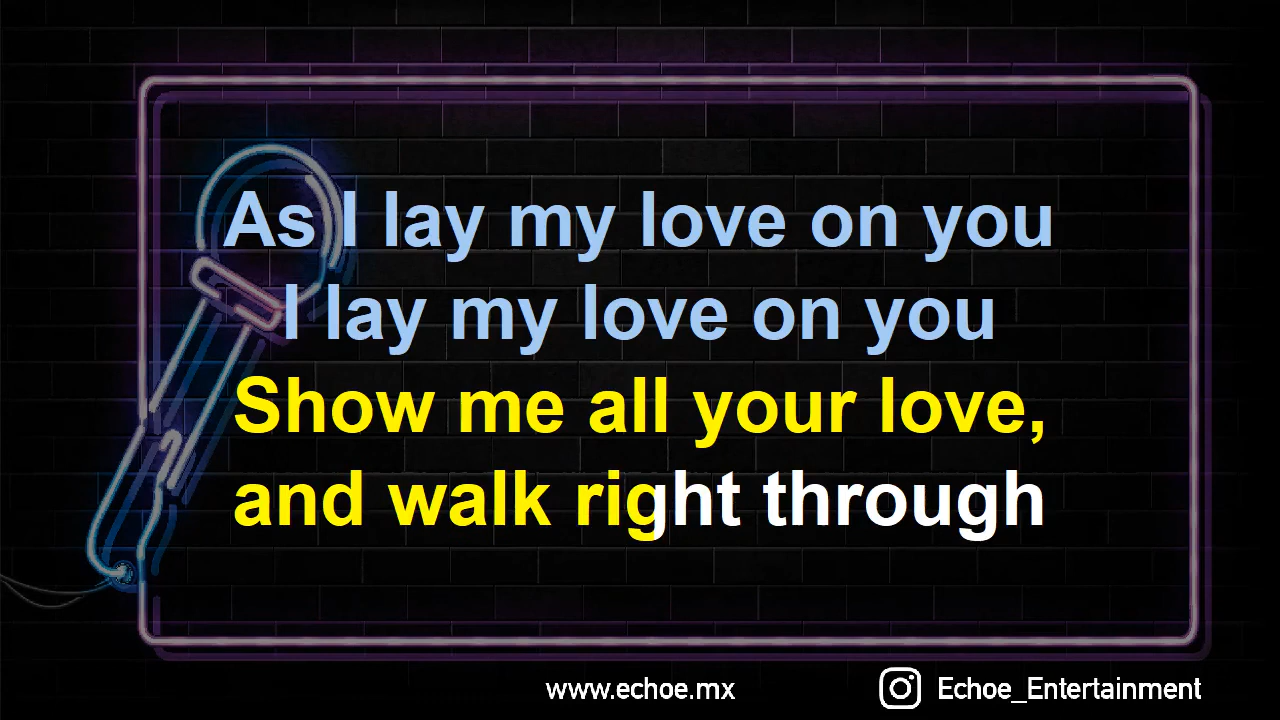 As I lay my love on you
I lay my love on you
Show me all your love,
and walk right through
www.echoe.mx
Echoe_Entertainment